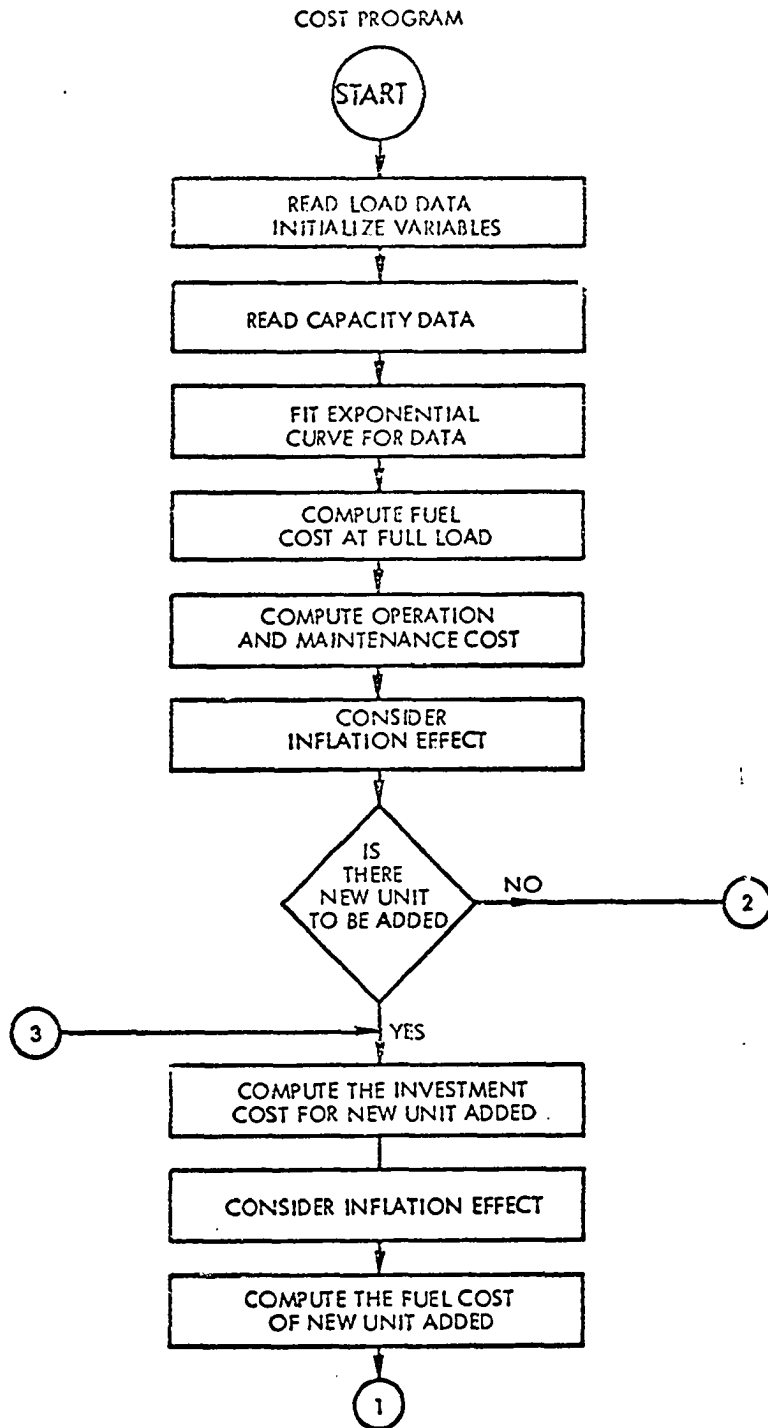 COST PROGRAM
START
READ LOAD DATA
INITIALIZE VARIABLES
READ CAPACITY DATA
FIT EXPONENTIAL
CURVE FOR DATA
COMPUTE FUEL
COST AT FULL LOAD
COMPUTE OPERATION
AND MAINTENANCE COST
CONSIDER
INFLATION EFFECT
IS
THERE
NEW UNIT
TO BE ADDED
NO
2
3
YES
COMPUTE THE INVESTMENT
COST FOR NEW UNIT ADDED
CONSIDER INFLATION EFFECT
COMPUTE THE FUEL COST
OF NEW UNIT ADDED
1